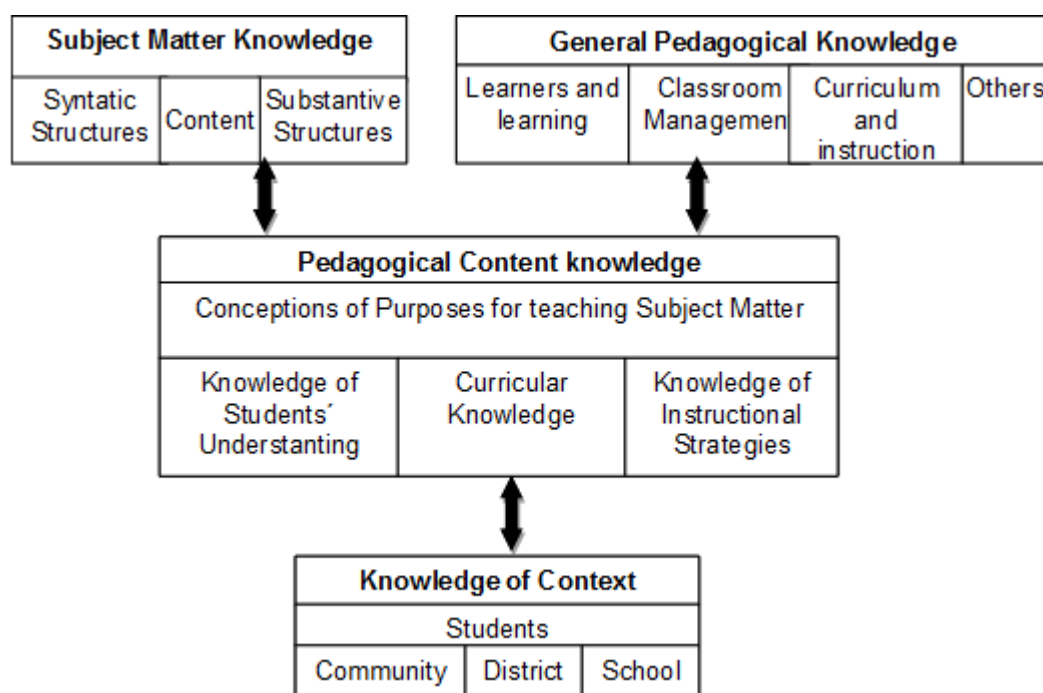 Subject Matter Knowledge
Syntatic
Structures
Content
Substantive
Structures
General Pedagogical Knowledge
Learners and
learning
Classroom
Managemen
Curriculum
and
instruction
Others
Pedagogical Content knowledge
Conceptions of Purposes for teaching Subject Matter
Knowledge of
Students´
Understanting
Curricular
Knowledge
Knowledge of
Instructional
Strategies
Knowledge of Context
Students
Community
District
School